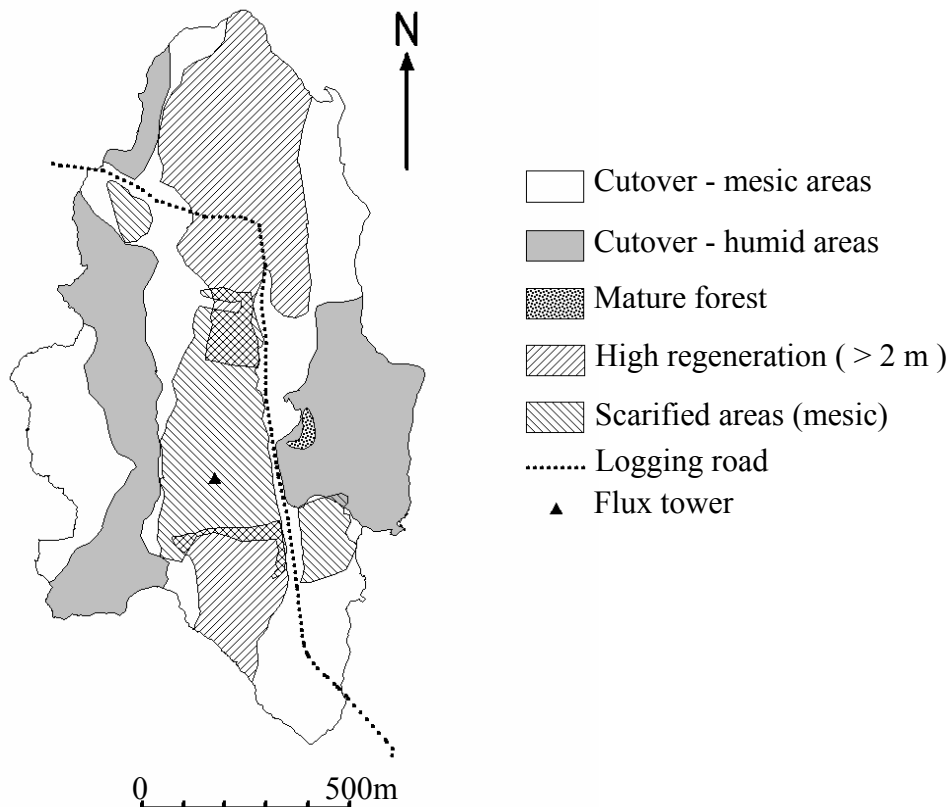 N
Cutover - mesic areas
Cutover - humid areas
Mature forest
High regeneration ( > 2 m )
Scarified areas (mesic)
Logging road
Flux tower
0 500m